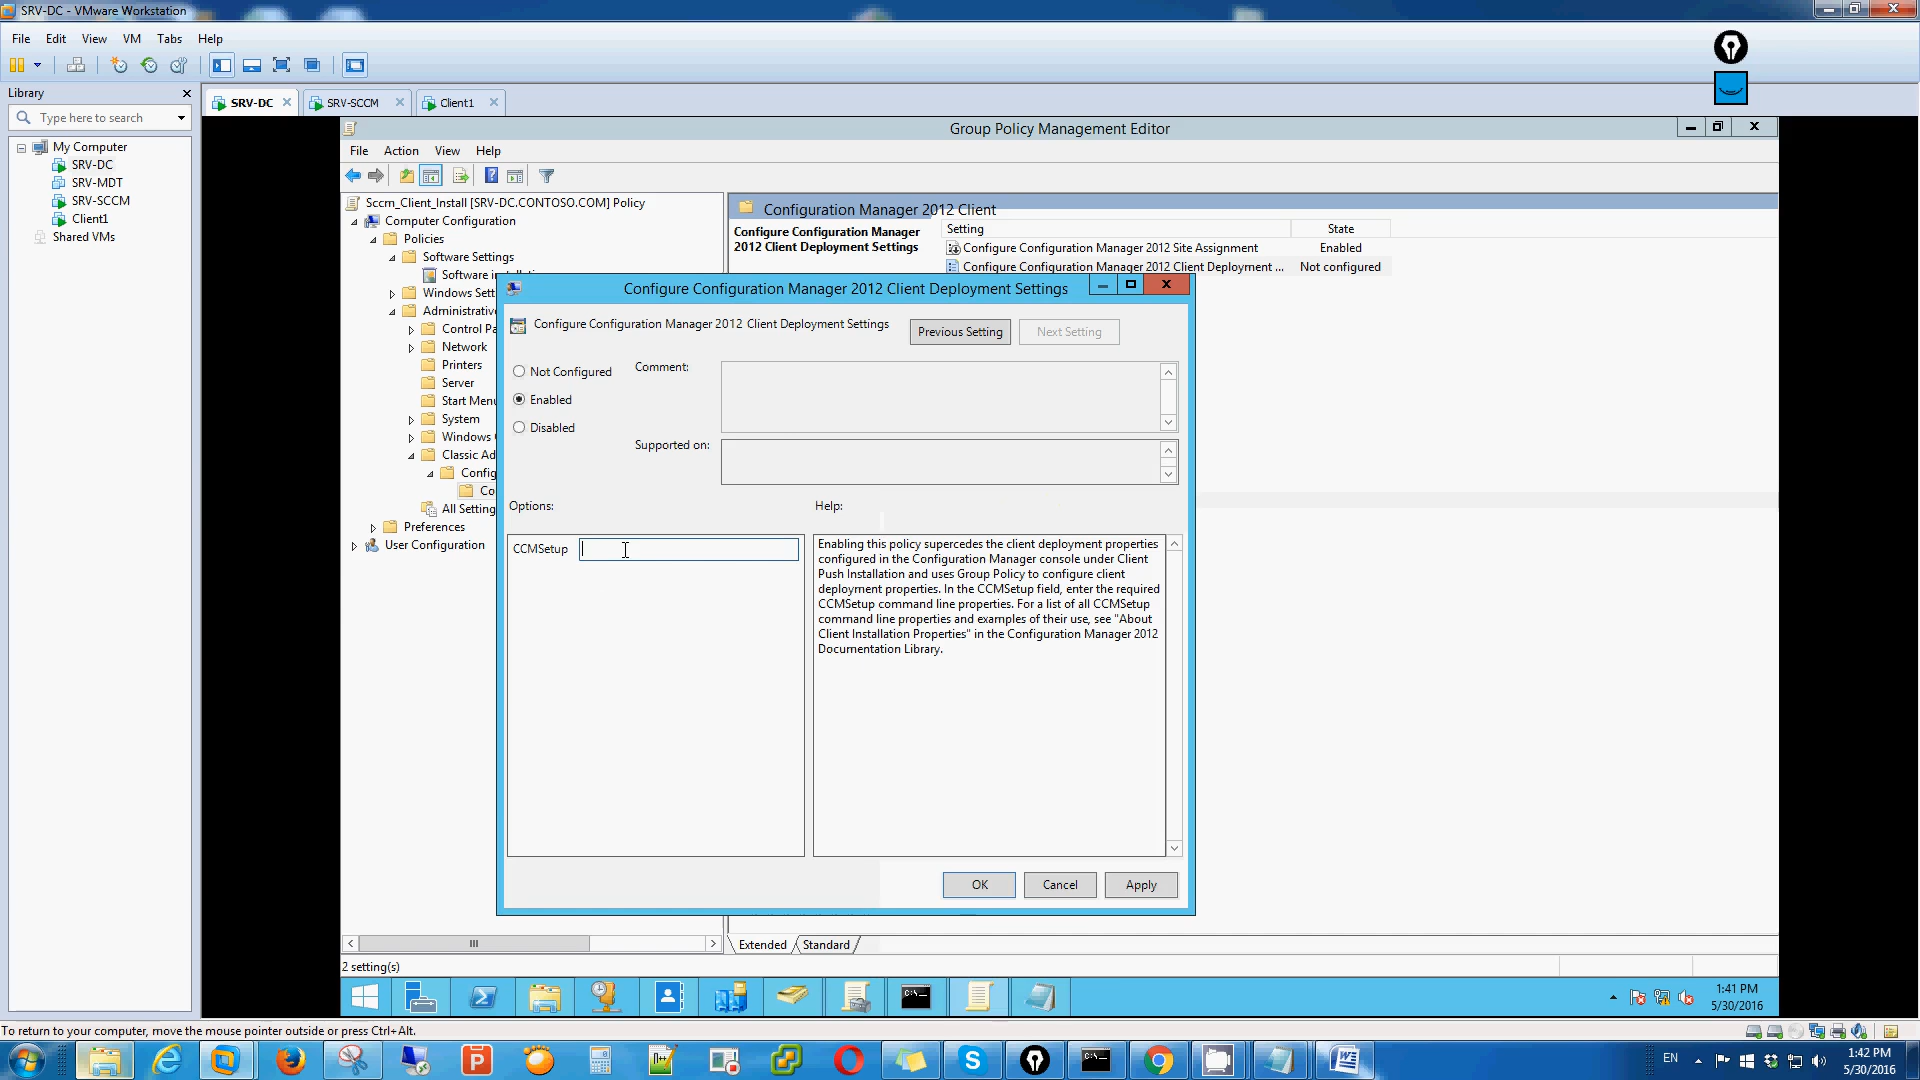 SRV-DC - VMware Workstation
File Edit View VM Tabs Help
Library
Type here to search
My Computer
SRV-DC
SRV-MDT
SRV-SCCM
Client1
Shared VMs
SRV-DC
SRV-SCCM
Client1
Group Policy Management Editor
File Action View Help
Sccm_Client_Install [SRV-DC.CONTOSO.COM] Policy
Computer Configuration
Policies
Software Settings
Software
Windows Sett
Administrative
Control Pa
Network
Printers
Server
Start Menu
System
Windows
Classic Ad
Config
Co
All Setting
Preferences
User Configuration
Configuration Manager 2012 Client
Configure Configuration Manager
2012 Client Deployment Settings
Setting State
Configure Configuration Manager 2012 Site Assignment Enabled
Configure Configuration Manager 2012 Client Deployment ... Not configured
Configure Configuration Manager 2012 Client Deployment Settings
Configure Configuration Manager 2012 Client Deployment Settings
Previous Setting
Next Setting
Not Configured
Enabled
Disabled
Comment:
Supported on:
Options:
Help:
CCMSetup
Enabling this policy supercedes the client deployment properties
configured in the Configuration Manager console under Client
Push Installation and uses Group Policy to configure client
deployment properties. In the CCMSetup field, enter the required
CCMSetup command line properties. For a list of all CCMSetup
command line properties and examples of their use, see "About
Client Installation Properties" in the Configuration Manager 2012
Documentation Library.
OK
Cancel
Apply
Extended
Standard
2 setting(s)
1:41 PM
5/30/2016
To return to your computer, move the mouse pointer outside or press Ctrl+Alt.
EN
1:42 PM
5/30/2016